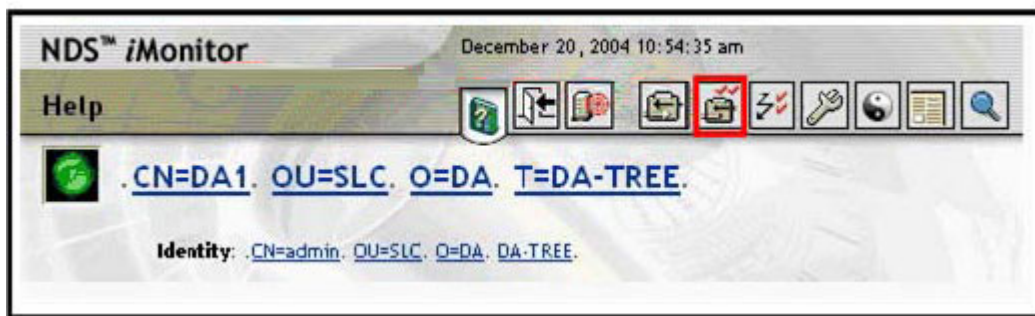 NDS™ iMonitor
December 20, 2004 10:54:35 am
Help
.CN=DA1. OU=SLC. O=DA. T=DA-TREE.
Identity: .CN=admin. OU=SLC. O=DA. DA-TREE.